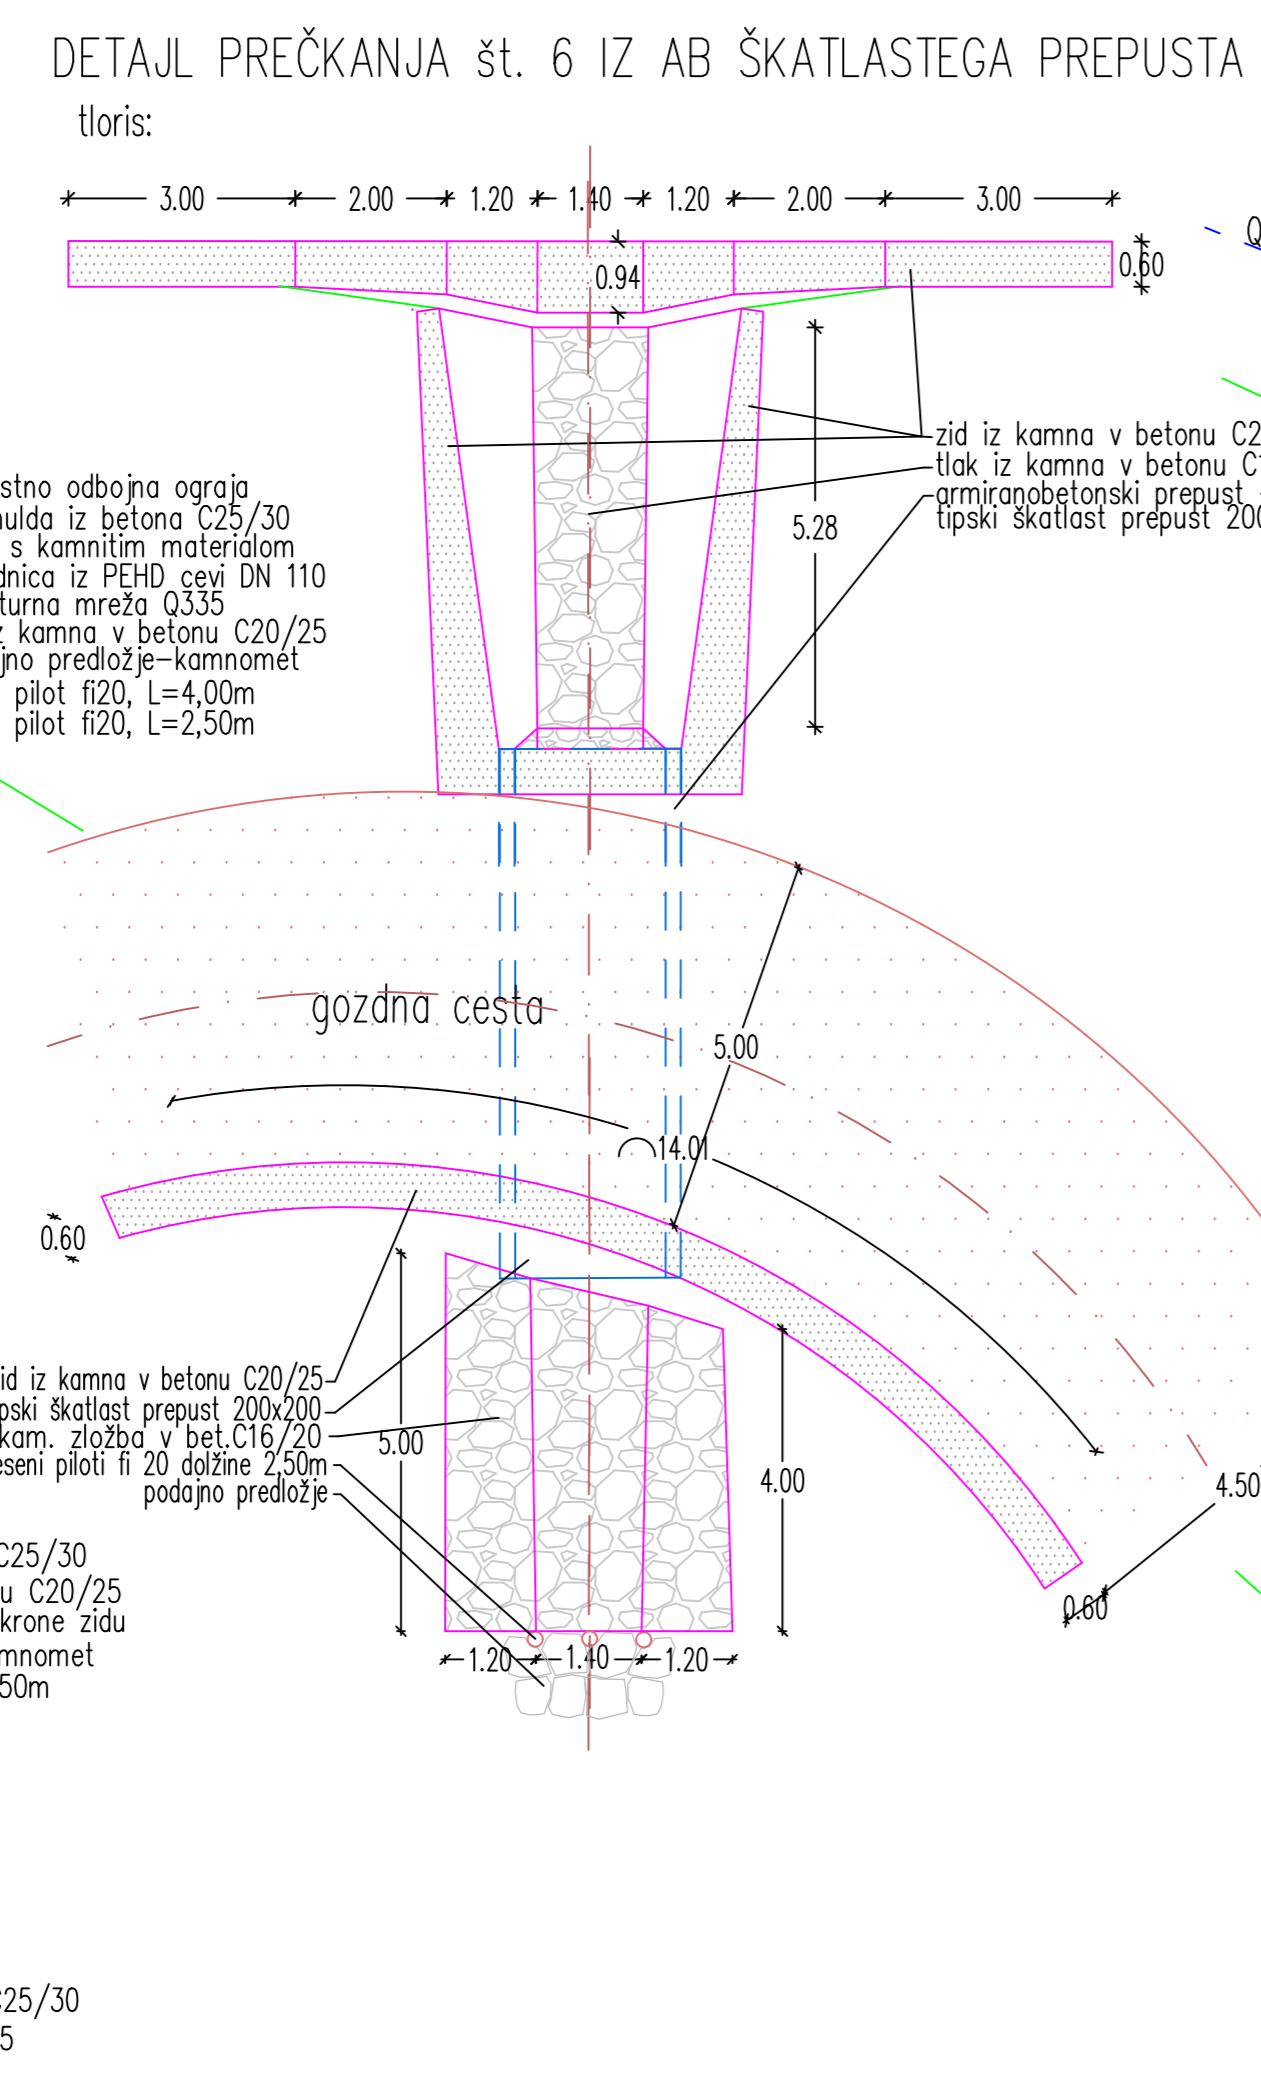 DETAJL PREČKANJA št. 6 IZ AB ŠKATLASTEGA PREPUSTA
tloris:
3.00 2.00 1.20 1.40 1.20 2.00 3.00
Q
0.94
0.60
zid iz kamna v betonu C2
tlak iz kamna v betonu C1
armiranobetonski prepust
tipski škatlast prepust 200
5.28
stno odbojna ograja
ulda iz betona C25/30
s kamnitim materialom
dnica iz PEHD cevi DN 110
turna mreža Q335
z kamna v betonu C20/25
jno predložje-kamnomet
pilot fi20, L=4,00m
pilot fi20, L=2,50m
gozdna cesta
5.00
14.01
0.60
id iz kamna v betonu C20/25
pski škatlast prepust 200x200
kam. zložba v bet.C16/20
eseni piloti fi 20 dolžine 2,50m
podajno predložje
5.00
4.00
4.50
0.60
C25/30
u C20/25
krone zidu
mnomet
50m
1.20 1.40 1.20
C25/30
5